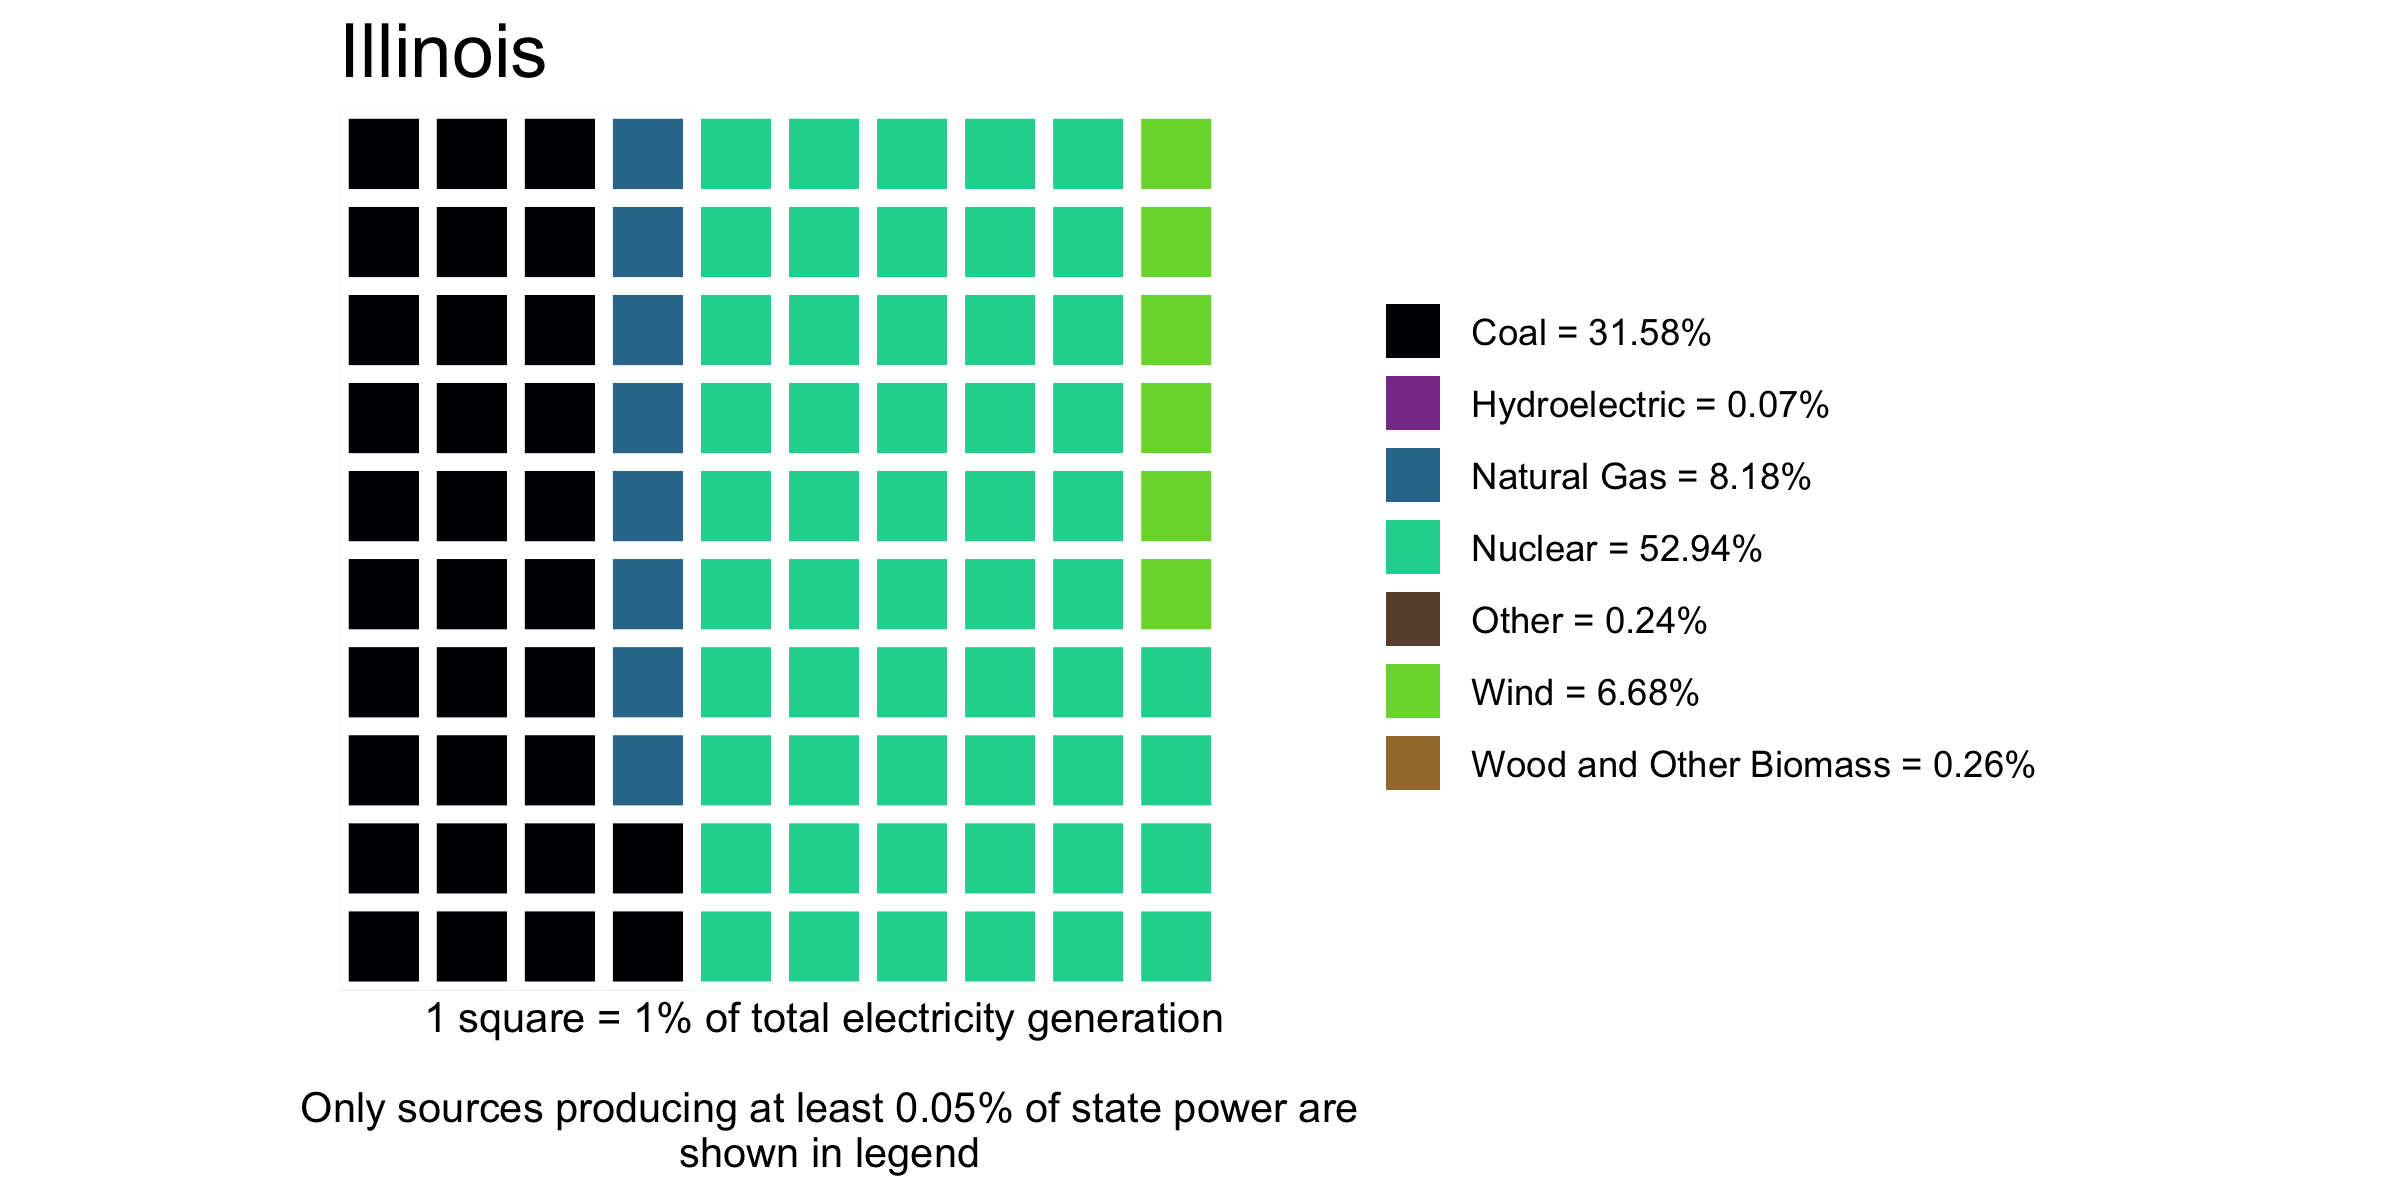 Illinois
Coal = 31.58%
Hydroelectric = 0.07%
Natural Gas = 8.18%
Nuclear = 52.94%
Other = 0.24%
Wind = 6.68%
Wood and Other Biomass = 0.26%
1 square = 1% of total electricity generation
Only sources producing at least 0.05% of state power are
shown in legend